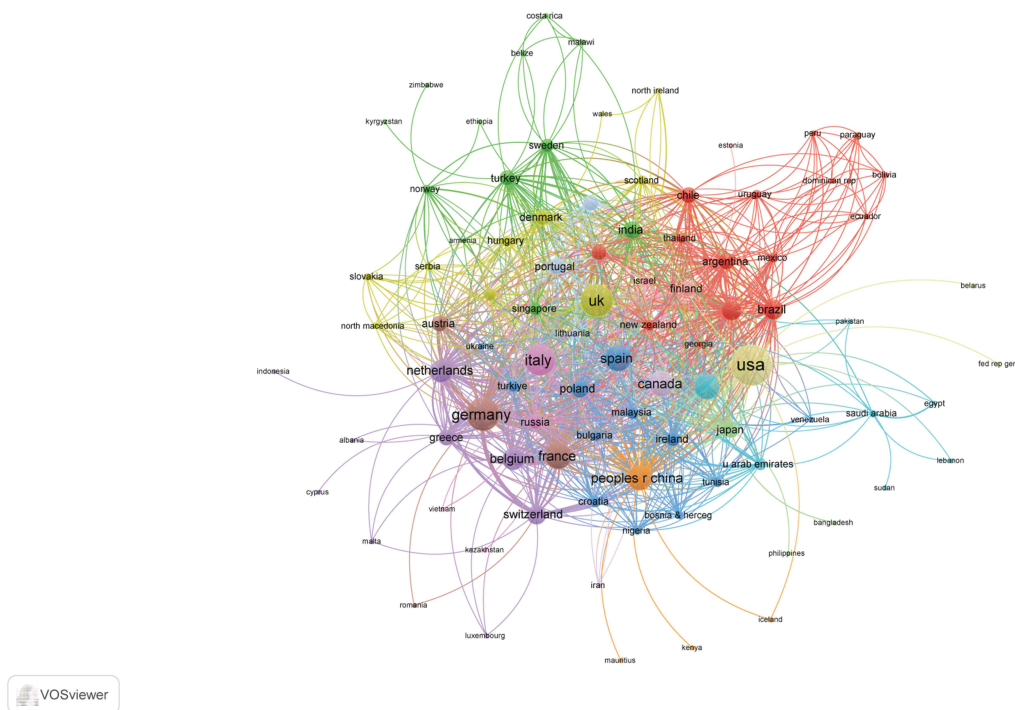 costa rica
malawi
belize
zimbabwe
north ireland
wales
kyrgyzstan
ethiopia
peru
paraguay
estonia
sweden
turkey
scotland
dominican rep
bolivia
norway
chile
uruguay
denmark
ecuador
india
armenia
hungary
thailand
mexico
argentina
serbia
portugal
slovakia
israel
finland
belarus
uk
singapore
brazil
north macedonia
austria
new zealand
pakistan
lithuania
georgia
ukraine
italy
spain
usa
fed rep ger
indonesia
netherlands
turkiye
poland
canada
germany
malaysia
egypt
saudi arabia
venezuela
russia
japan
albania
greece
bulgaria
ireland
belgium
france
u arab emirates
lebanon
peoples r china
tunisia
sudan
cyprus
croatia
vietnam
switzerland
bosnia & herceg
bangladesh
nigeria
malta
kazakhstan
philippines
iran
romania
iceland
luxembourg
kenya
mauritius
VOSviewer